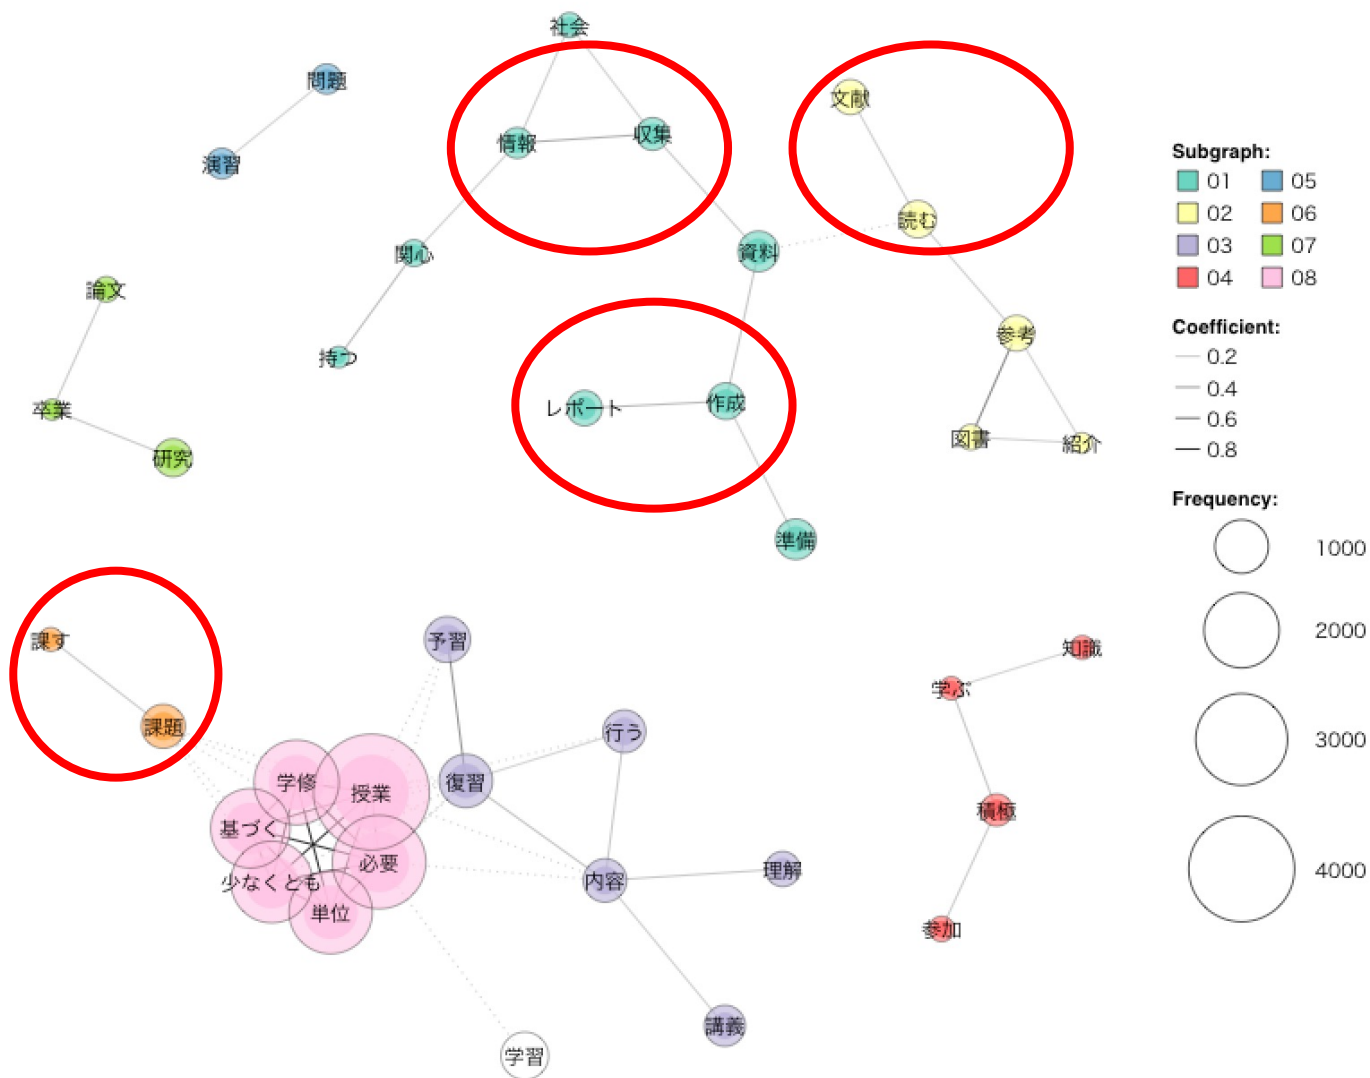 社会
問題
文献
情報
収集
演習
読む
関心
資料
論文
参考
持つ
レポート
作成
卒業
図書
紹介
研究
準備
課す
予習
知識
学ぶ
課題
行う
学修
授業
復習
基づく
積極
必要
内容
理解
少なくとも
単位
参加
講義
学習
Subgraph:
01 05
02 06
03 07
04 08
Coefficient:
0.2
0.4
0.6
0.8
Frequency:
1000
2000
3000
4000